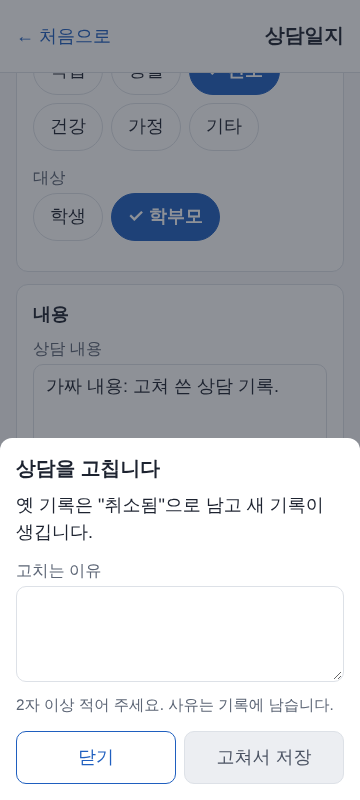 ← 처음으로
상담일지
건강
가정
기타
대상
학생
✓ 학부모
내용
상담 내용
가짜 내용: 고쳐 쓴 상담 기록.
상담을 고칩니다
옛 기록은 "취소됨"으로 남고 새 기록이
생깁니다.
고치는 이유
2자 이상 적어 주세요. 사유는 기록에 남습니다.
닫기
고쳐서 저장